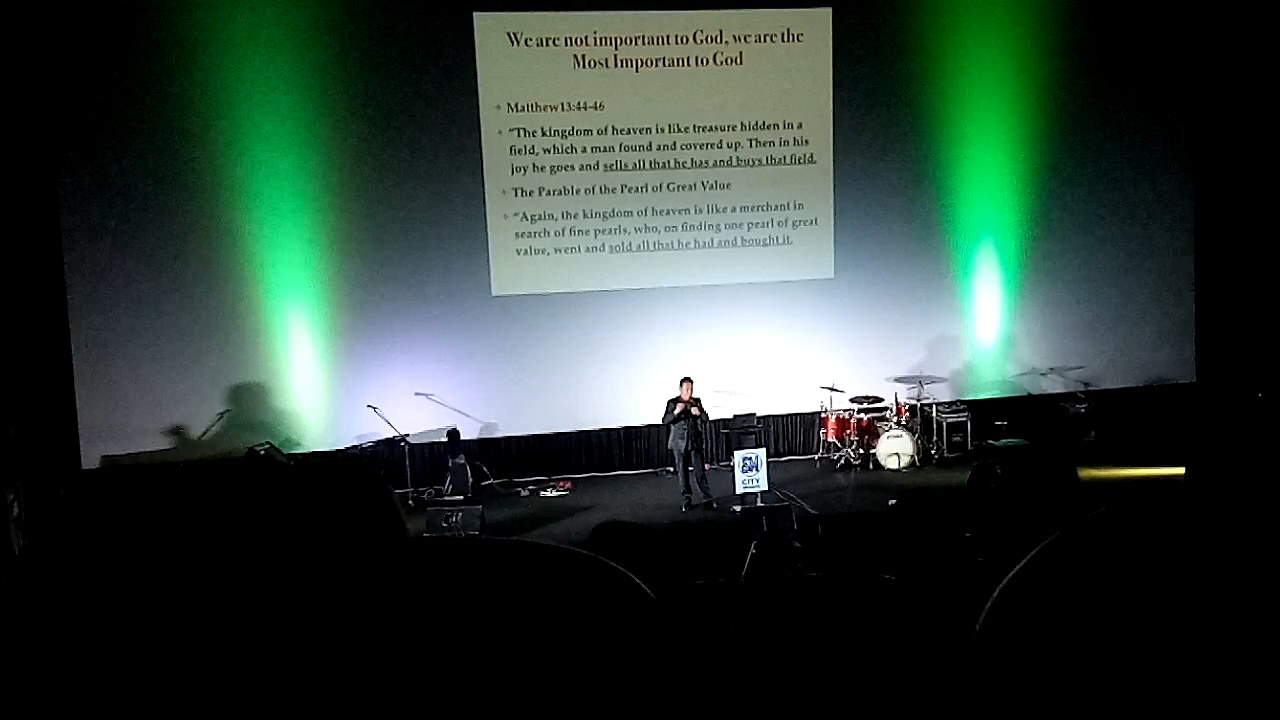 We are not important to God, we are the
Most Important to God
Matthew13:44-46
“The kingdom of heaven is like treasure hidden in a
field, which a man found and covered up. Then in his
joy he goes and sells all that he has and buys that field.
The Parable of the Pearl of Great Value
“Again, the kingdom of heaven is like a merchant in
search of fine pearls, who, on finding one pearl of great
value, went and sold all that he had and bought it.
SM
CITY